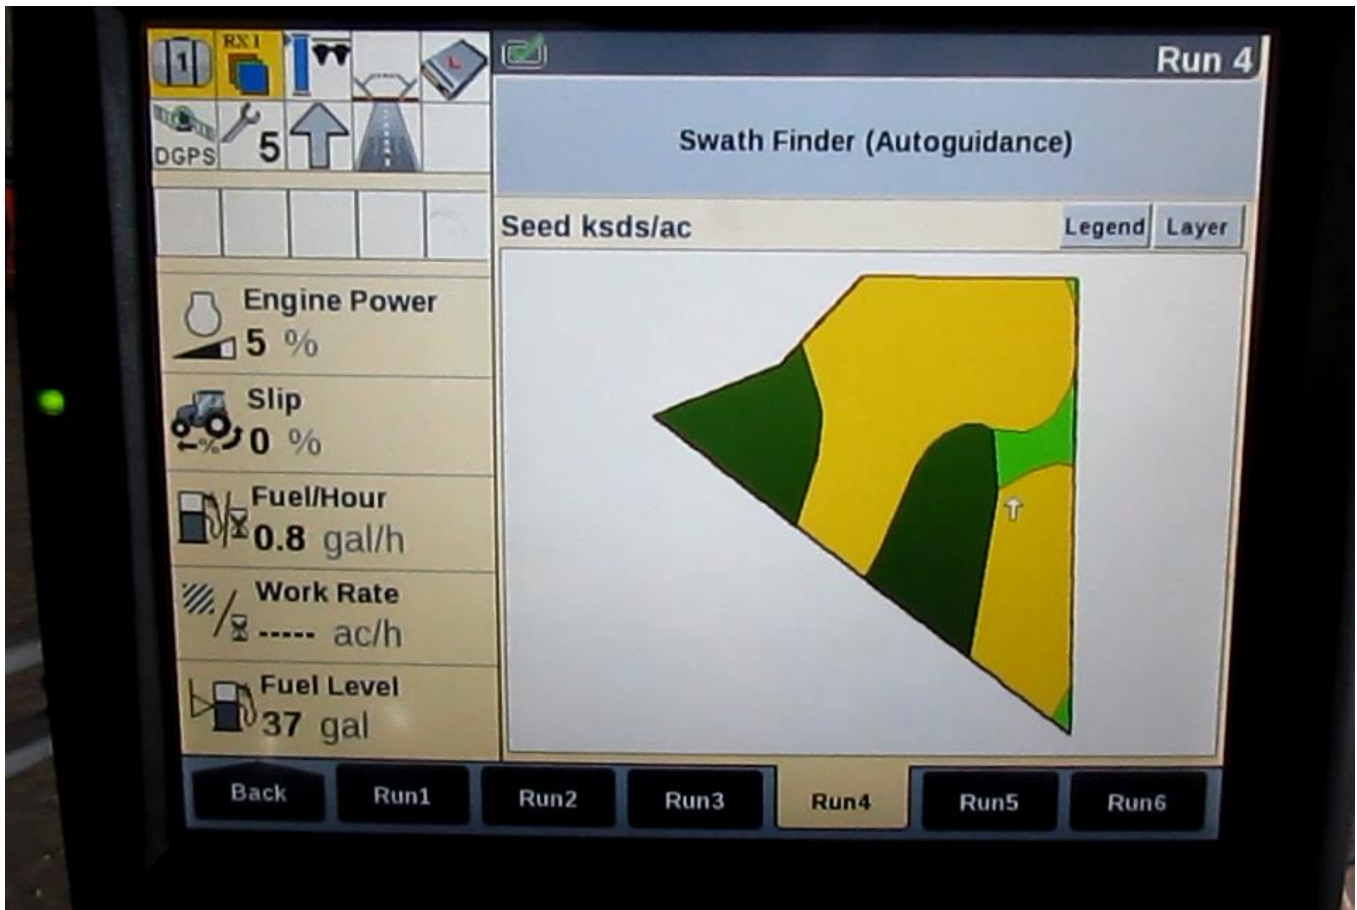 1
RX1
L
DGPS
5
Run 4
Swath Finder (Autoguidance)
Seed ksds/ac
Legend
Layer
Engine Power
5 %
Slip
%
0 %
Fuel/Hour
0.8 gal/h
Work Rate
----- ac/h
Fuel Level
37 gal
Back
Run1
Run2
Run3
Run4
Run5
Run6